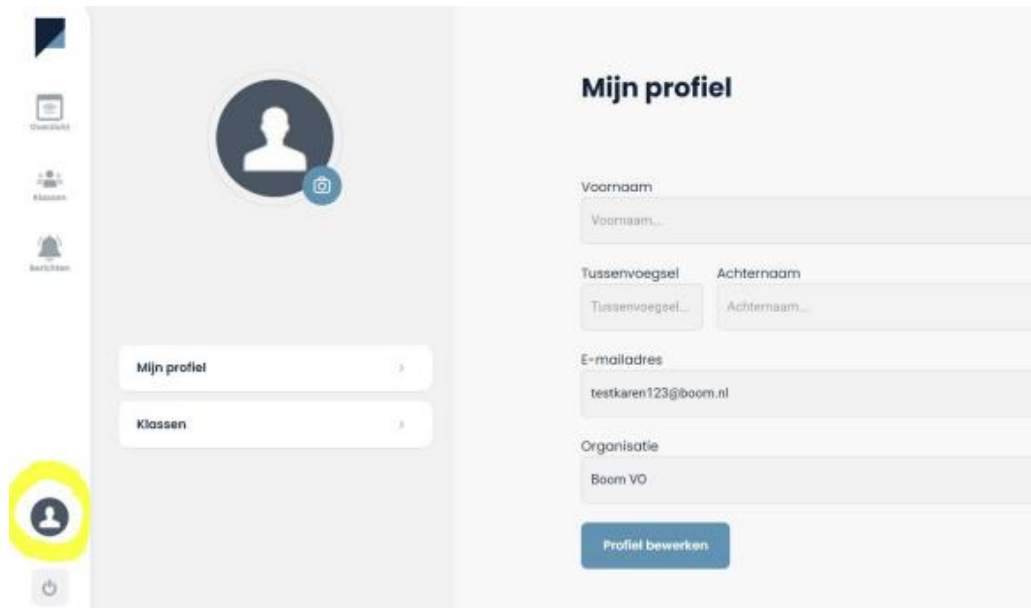 Overzicht
Klassen
Berichten
Mijn profiel
Klassen
Mijn profiel
Voornaam
Voornaam...
Tussenvoegsel Achternaam
Tussenvoegsel... Achternaam...
E-mailadres
testkaren123@boom.nl
Organisatie
Boom VO
Profiel bewerken